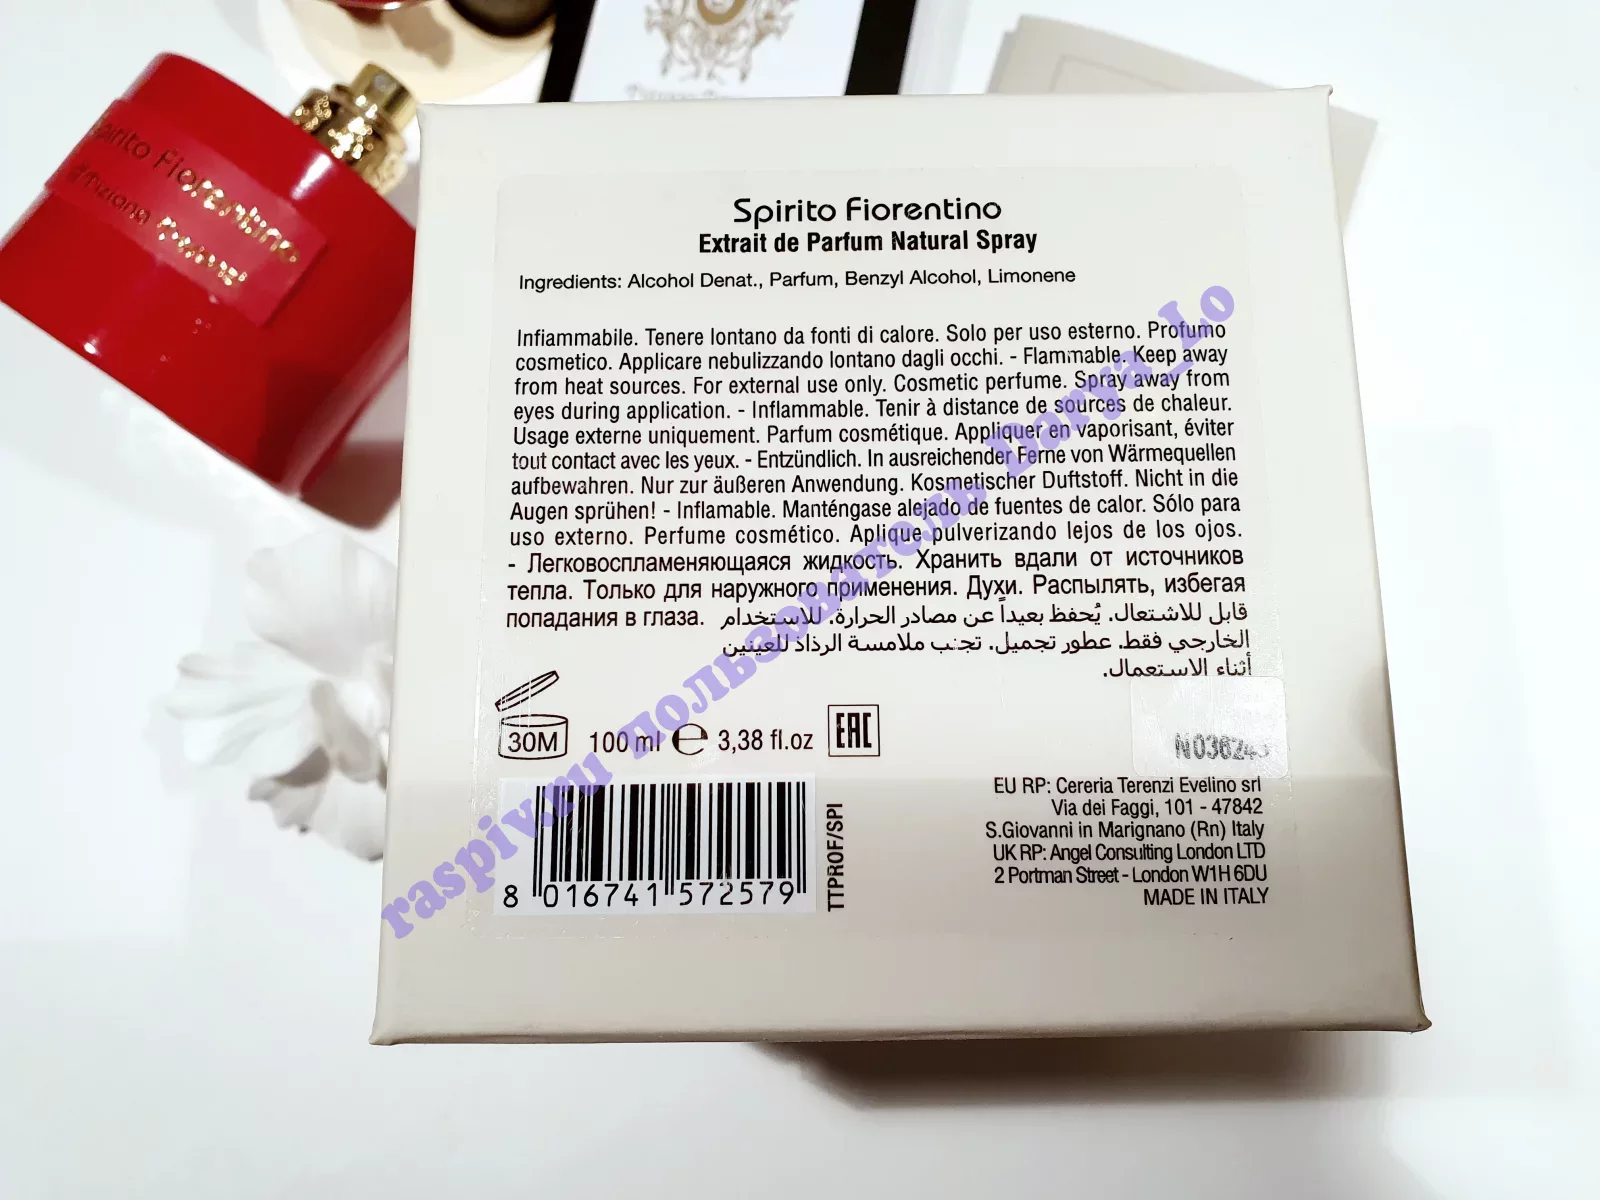 Spirito Fiorentino
Tiziana Terenzi
Spirito Fiorentino
Extrait de Parfum Natural Spray
Ingredients: Alcohol Denat., Parfum, Benzyl Alcohol, Limonene
Infiammabile. Tenere lontano da fonti di calore. Solo per uso esterno. Profumo
cosmetico. Applicare nebulizzando lontano dagli occhi. - Flammable. Keep away
from heat sources. For external use only. Cosmetic perfume. Spray away from
eyes during application. - Inflammable. Tenir à distance de sources de chaleur.
Usage externe uniquement. Parfum cosmétique. Appliquer en vaporisant, éviter
tout contact avec les yeux. - Entzündlich. In ausreichender Ferne von Wärmequellen
aufbewahren. Nur zur äußeren Anwendung. Kosmetischer Duftstoff. Nicht in die
Augen sprühen! - Inflamable. Manténgase alejado de fuentes de calor. Sólo para
uso externo. Perfume cosmético. Aplique pulverizando lejos de los ojos.
- Легковоспламеняющаяся жидкость. Хранить вдали от источников
тепла. Только для наружного применения. Духи. Распылять, избегая
попадания в глаза. قابل للاشتعال. يُحفظ بعيداً عن مصادر الحرارة. للاستخدام
الخارجي فقط. عطور تجميل. تجنب ملامسة الرذاذ للعينين
أثناء الاستعمال.
30M 100 ml e 3,38 fl.oz EAC
8 016741 572579
TTPROF/SPI
EU RP: Cereria Terenzi Evelino srl
Via dei Faggi, 101 - 47842
S.Giovanni in Marignano (Rn) Italy
UK RP: Angel Consulting London LTD
2 Portman Street - London W1H 6DU
MADE IN ITALY
raspiv.ru пользователь Darya_Lo